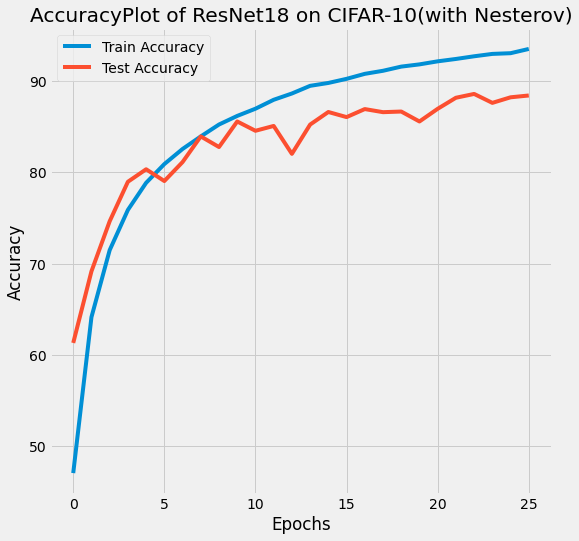 AccuracyPlot of ResNet18 on CIFAR-10(with Nesterov)
Train Accuracy
Test Accuracy
90
80
70
60
50
Accuracy
0 5 10 15 20 25
Epochs